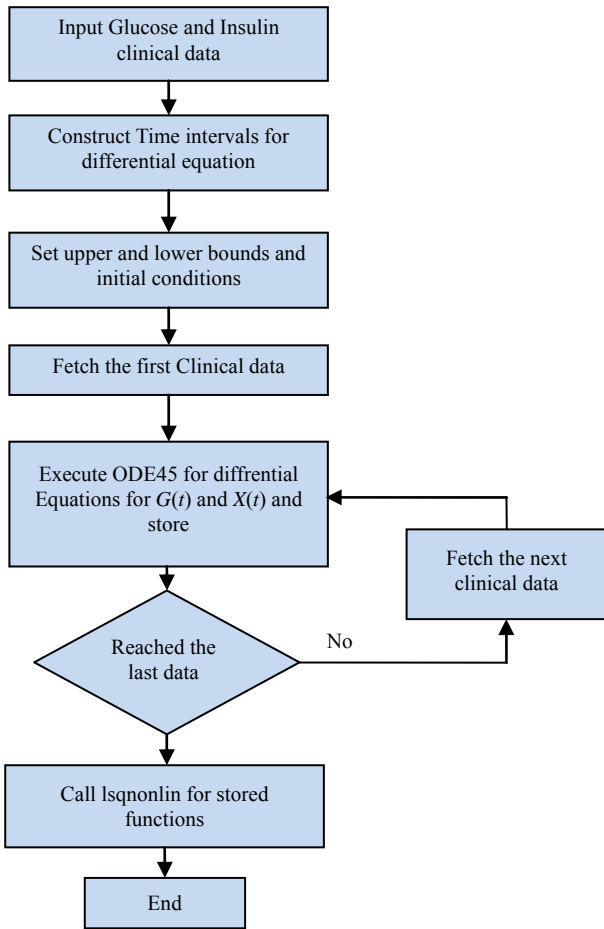 Input Glucose and Insulin
clinical data
Construct Time intervals for
differential equation
Set upper and lower bounds and
initial conditions
Fetch the first Clinical data
Execute ODE45 for diffrential
Equations for G(t) and X(t) and
store
Fetch the next
clinical data
Reached the
last data
No
Call lsqnonlin for stored
functions
End